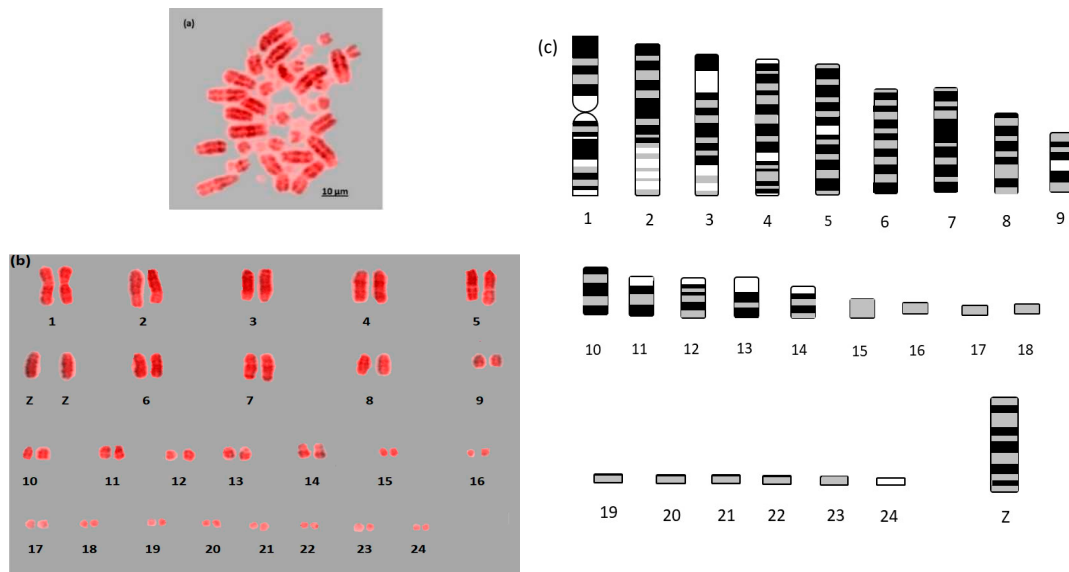 (a)
10 µm
(b)
1 2 3 4 5
Z Z 6 7 8 9
10 11 12 13 14 15 16
17 18 19 20 21 22 23 24
(c)
1 2 3 4 5 6 7 8 9
10 11 12 13 14 15 16 17 18
19 20 21 22 23 24 Z